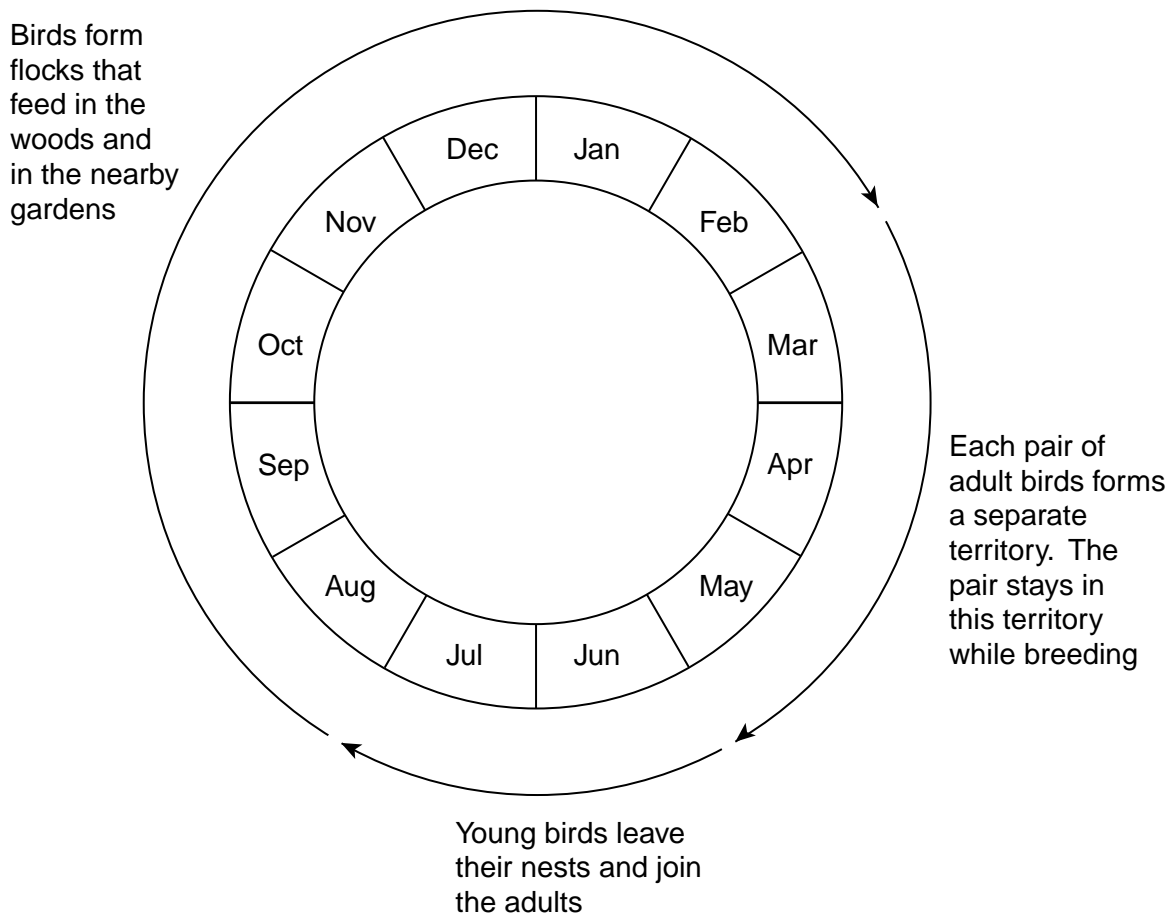 Birds form
flocks that
feed in the
woods and
in the nearby
gardens
Dec
Jan
Nov
Feb
Oct
Mar
Sep
Apr
Aug
May
Jul
Jun
Each pair of
adult birds forms
a separate
territory. The
pair stays in
this territory
while breeding
Young birds leave
their nests and join
the adults